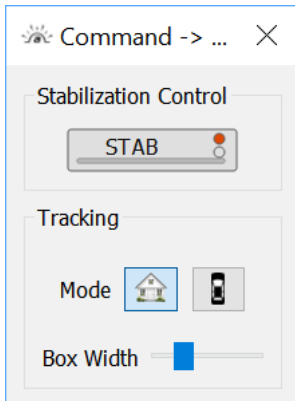 Command -> ...
Stabilization Control
STAB
Tracking
Mode
Box Width